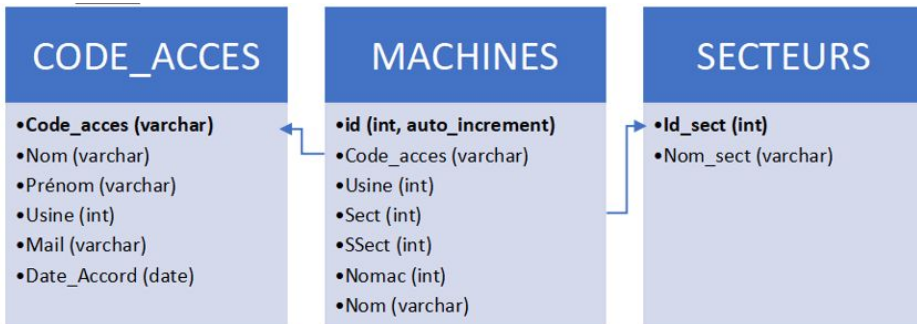 CODE_ACCES
•Code_acces (varchar)
•Nom (varchar)
•Prénom (varchar)
•Usine (int)
•Mail (varchar)
•Date_Accord (date)
MACHINES
•id (int, auto_increment)
•Code_acces (varchar)
•Usine (int)
•Sect (int)
•SSect (int)
•Nomac (int)
•Nom (varchar)
SECTEURS
•Id_sect (int)
•Nom_sect (varchar)